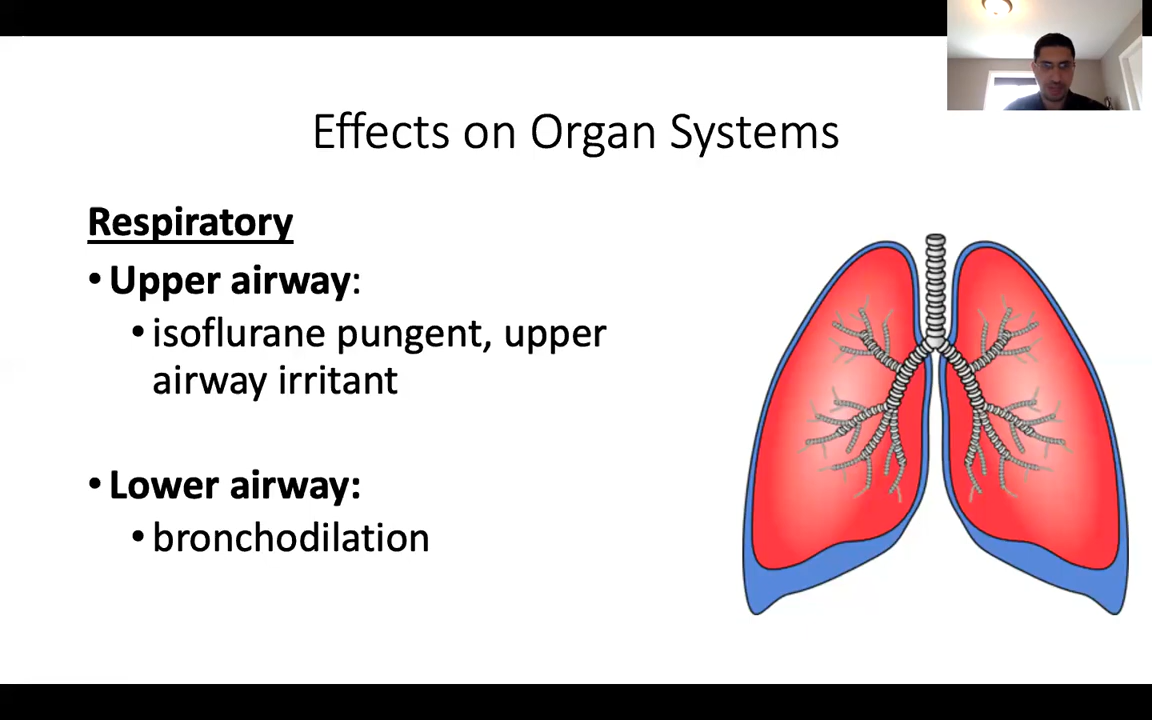 Effects on Organ Systems
Respiratory
• Upper airway:
• isoflurane pungent, upper
airway irritant
• Lower airway:
• bronchodilation